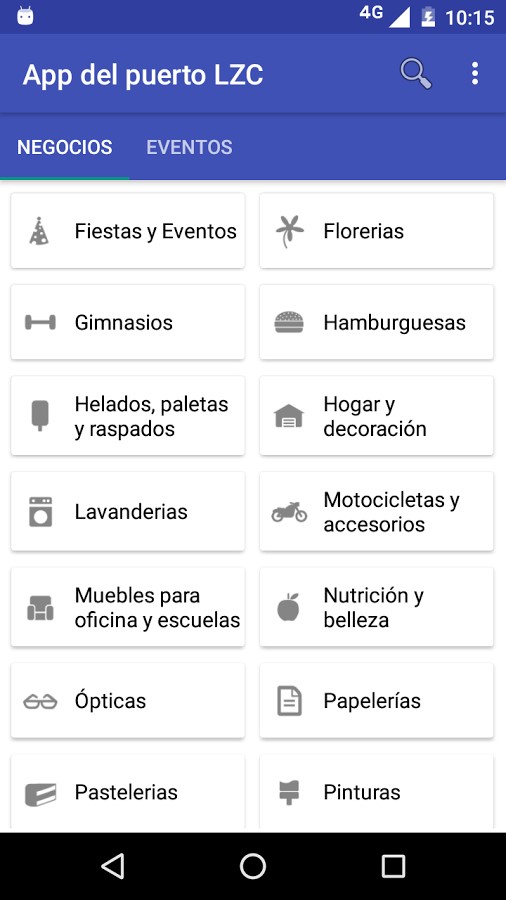 4G 10:15
App del puerto LZC
NEGOCIOS EVENTOS
Fiestas y Eventos
Florerias
Gimnasios
Hamburguesas
Helados, paletas
y raspados
Hogar y
decoración
Lavanderias
Motocicletas y
accesorios
Muebles para
oficina y escuelas
Nutrición y
belleza
Ópticas
Papelerías
Pastelerias
Pinturas